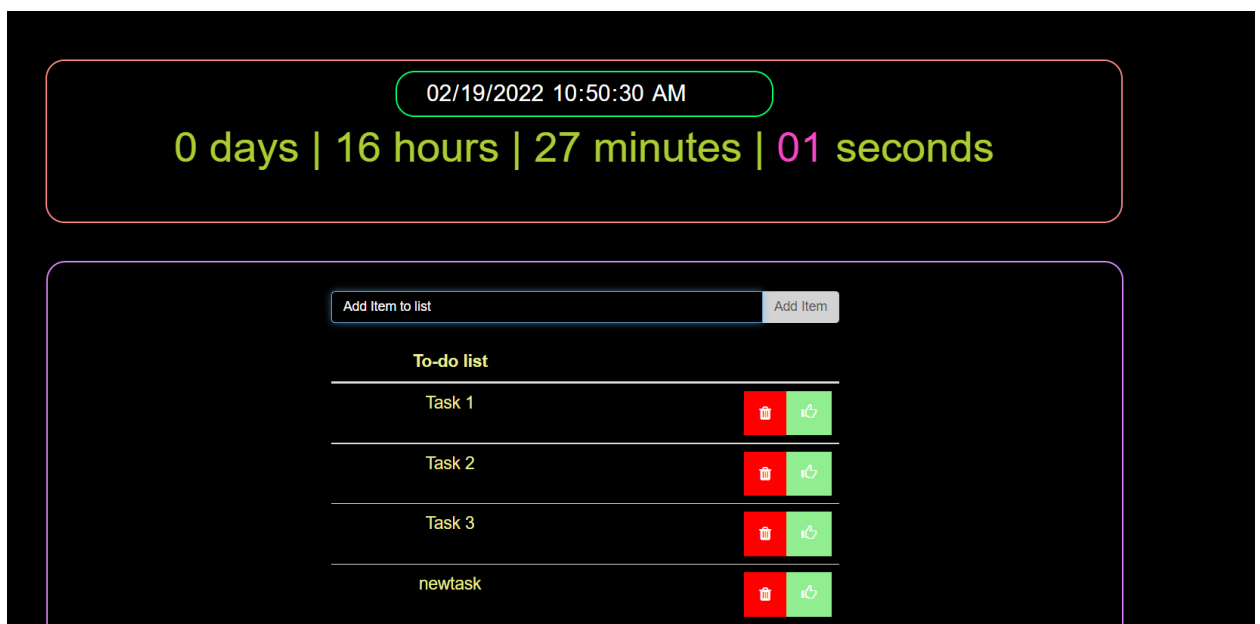 02/19/2022 10:50:30 AM
0 days | 16 hours | 27 minutes | 01 seconds
Add Item to list Add Item
To-do list
Task 1
Task 2
Task 3
newtask